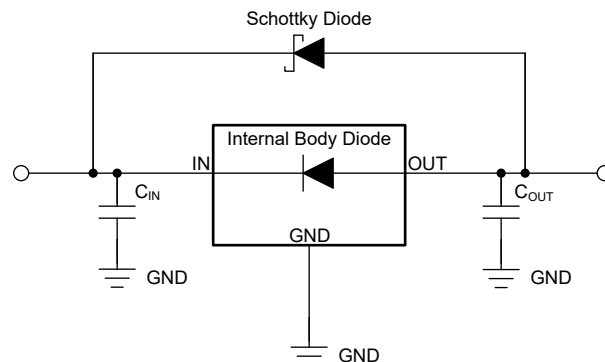 Schottky Diode
Internal Body Diode
IN
OUT
CIN
COUT
GND
GND
GND
GND